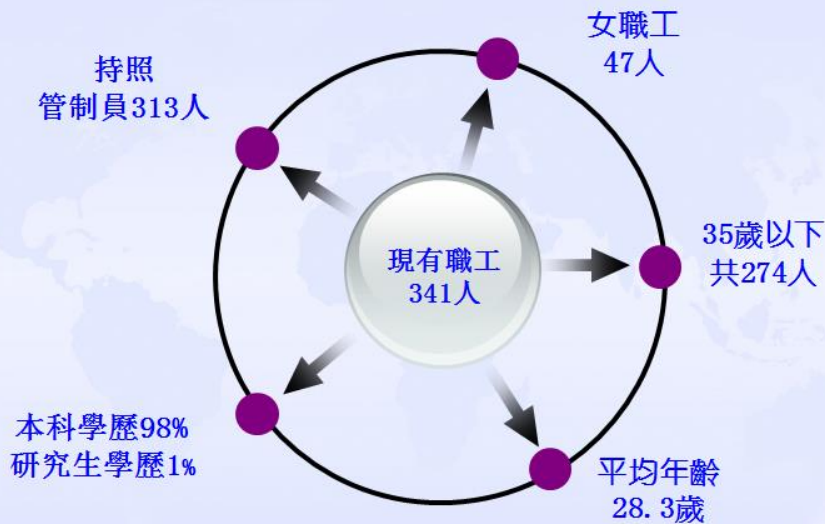 女職工
47人
持照
管制員313人
35歲以下
共274人
現有職工
341人
本科學歷98%
研究生學歷1%
平均年齡
28.3歲